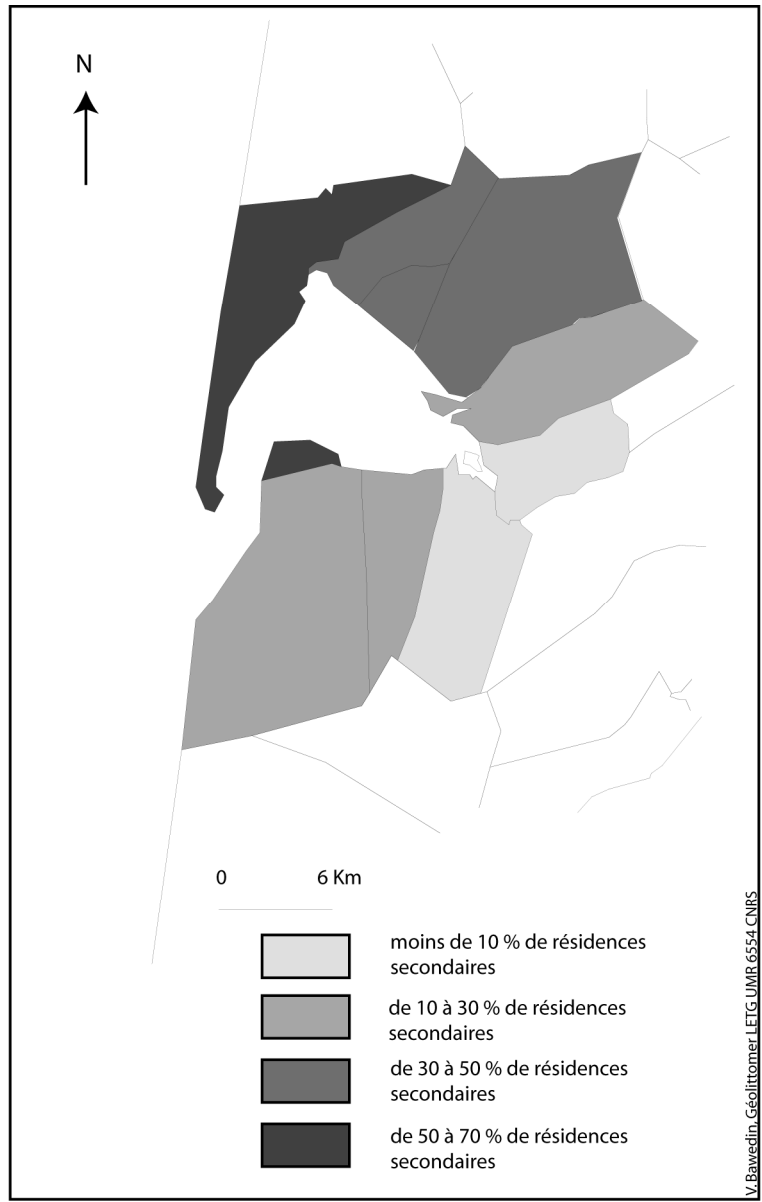 N
0 6 Km
moins de 10 % de résidences
secondaires
de 10 à 30 % de résidences
secondaires
de 30 à 50 % de résidences
secondaires
de 50 à 70 % de résidences
secondaires
V. Bawedin, Géolittomer LETG UMR 6554 CNRS